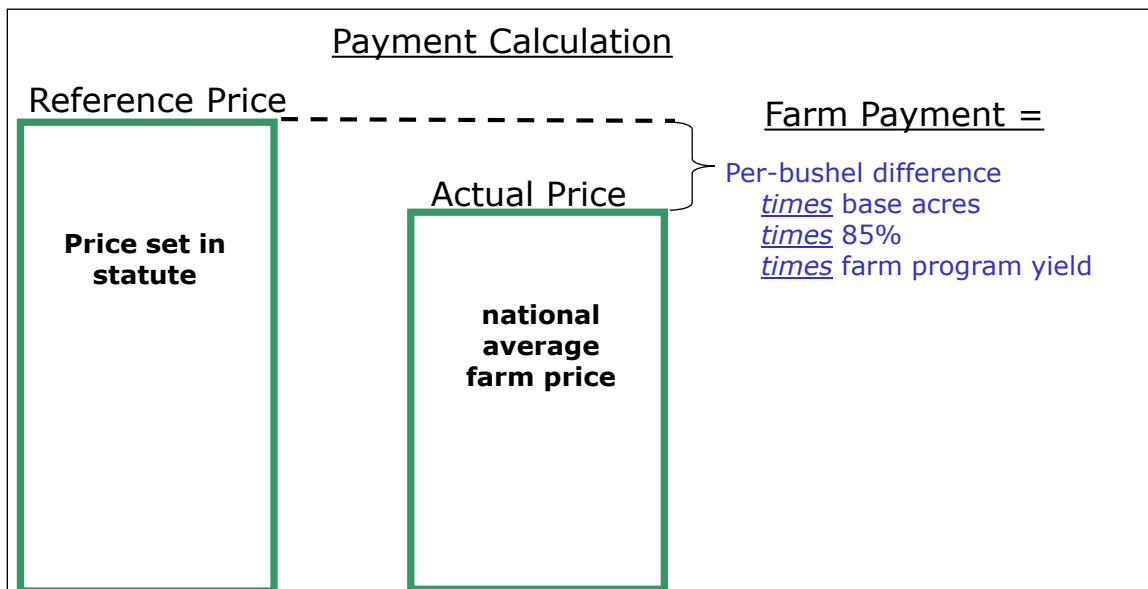 Payment Calculation
Reference Price
Price set in
statute
Actual Price
national
average
farm price
Farm Payment =
Per-bushel difference
times base acres
times 85%
times farm program yield